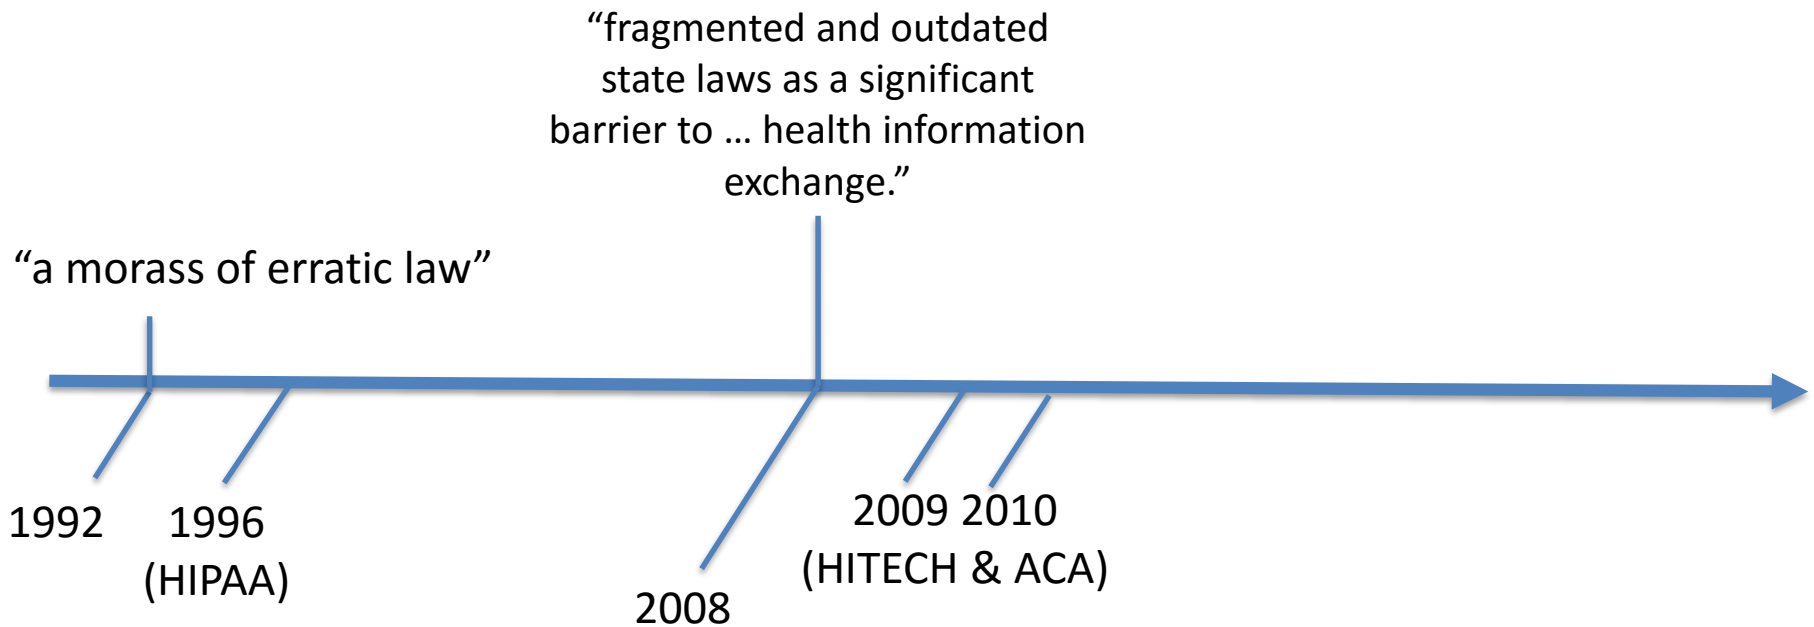 “fragmented and outdated
state laws as a significant
barrier to … health information
exchange.”
“a morass of erratic law”
1992
1996
(HIPAA)
2008
2009 2010
(HITECH & ACA)